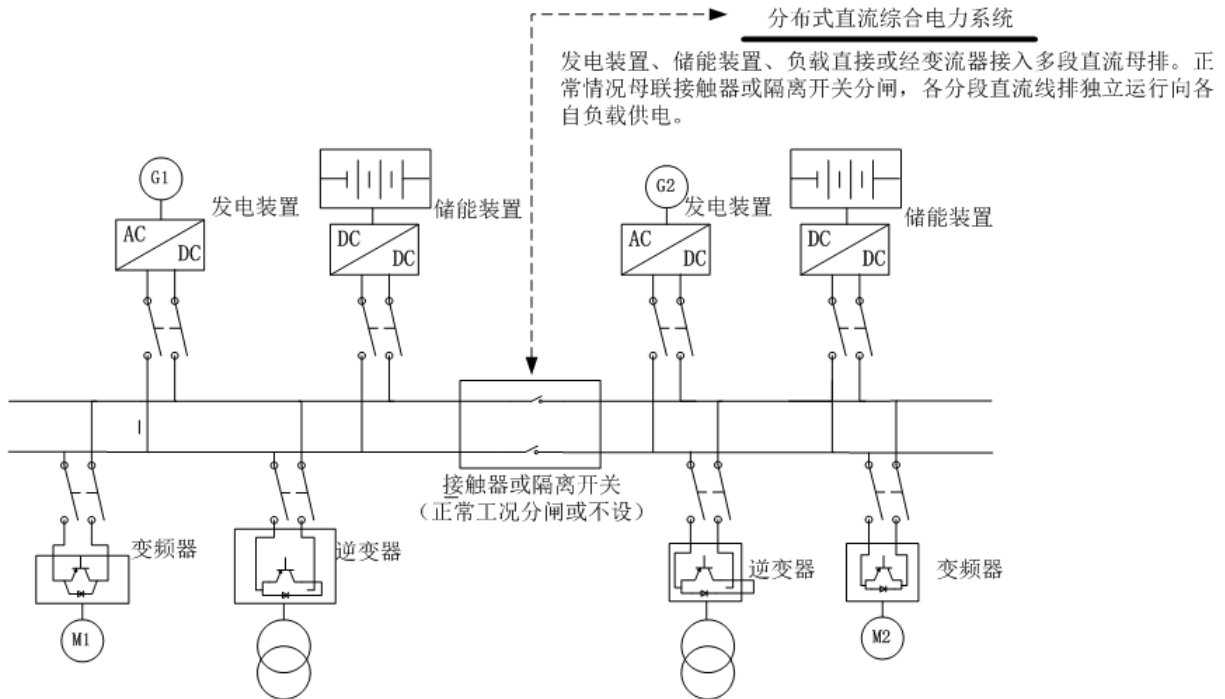 分布式直流综合电力系统
发电装置、储能装置、负载直接或经变流器接入多段直流母排。正
常情况母联接触器或隔离开关分闸，各分段直流线排独立运行向各
自负载供电。
G1
发电装置
储能装置
G2
发电装置
储能装置
AC
DC
DC
DC
AC
DC
DC
DC
接触器或隔离开关
（正常工况分闸或不设）
变频器
逆变器
逆变器
变频器
M1
M2